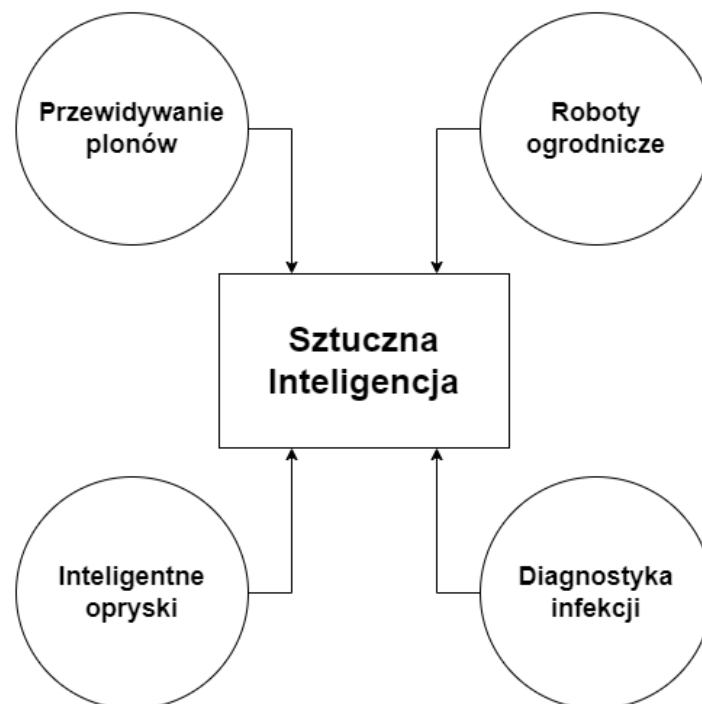 Przewidywanie
plonów
Roboty
ogrodnicze
Sztuczna
Inteligencja
Inteligentne
opryski
Diagnostyka
infekcji